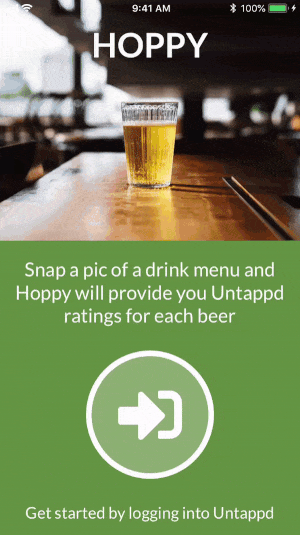 9:41 AM
100%
HOPPY
Snap a pic of a drink menu and
Hoppy will provide you Untappd
ratings for each beer
Get started by logging into Untappd